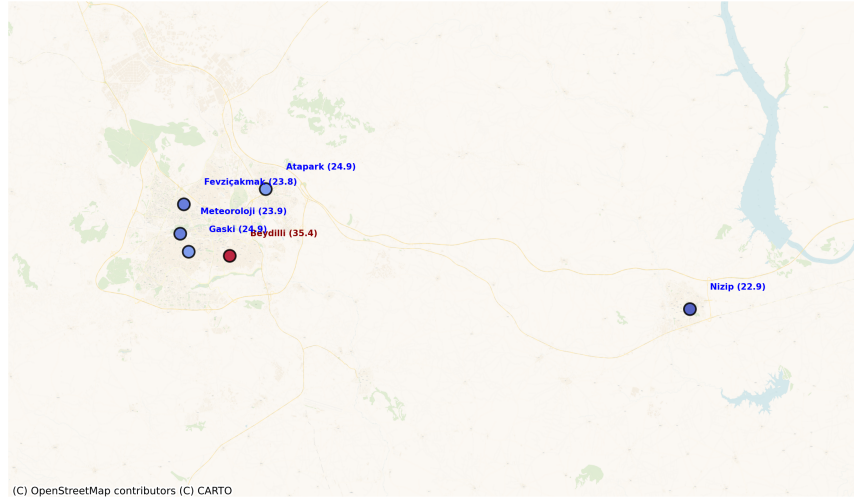 Atapark (24.9)
Fevziçakmak (23.8)
Meteoroloji (23.9)
Gaski (24.9)
Beydilli (35.4)
Nizip (22.9)
(C) OpenStreetMap contributors (C) CARTO